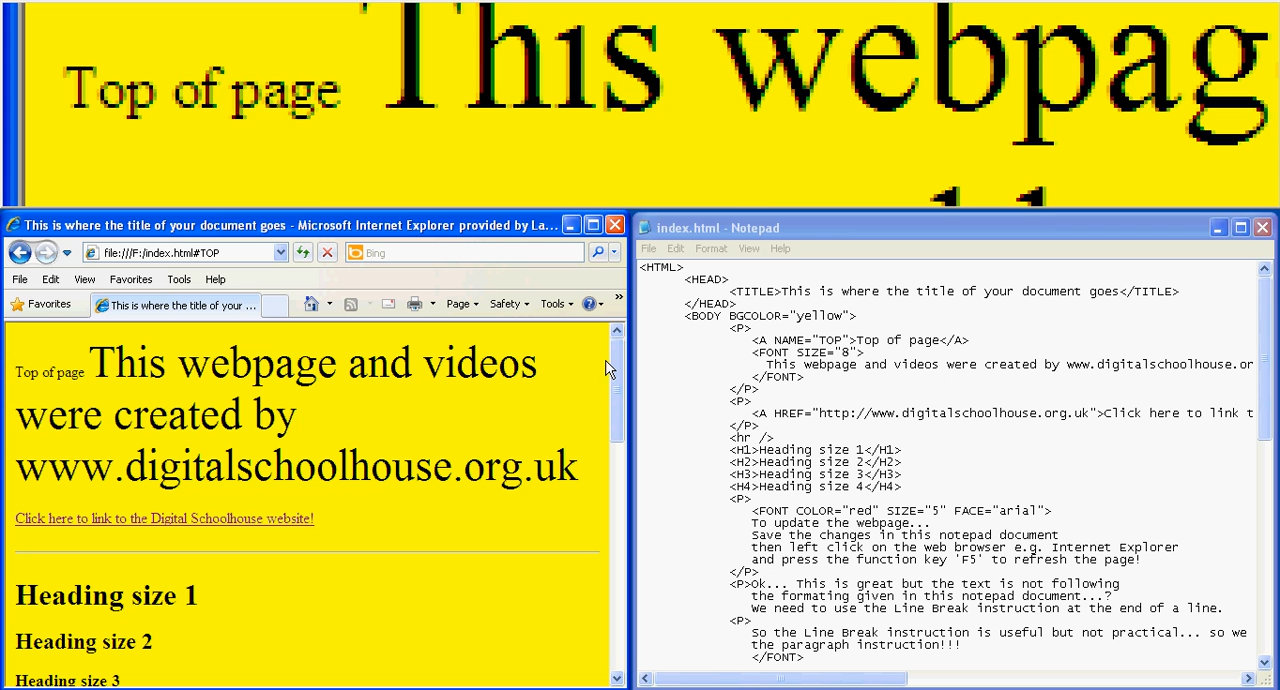 Top of page This webpag
This is where the title of your document goes - Microsoft Internet Explorer provided by La...
file:///F:/index.html#TOP
Bing
File Edit View Favorites Tools Help
Favorites
This is where the title of your ...
Page Safety Tools
Top of page This webpage and videos
were created by
www.digitalschoolhouse.org.uk
Click here to link to the Digital Schoolhouse website!
Heading size 1
Heading size 2
Heading size 3
index.html - Notepad
File Edit Format View Help
<HTML>
<HEAD>
<TITLE>This is where the title of your document goes</TITLE>
</HEAD>
<BODY BGCOLOR="yellow">
<P>
<A NAME="TOP">Top of page</A>
<FONT SIZE="8">
This webpage and videos were created by www.digitalschoolhouse.or
</FONT>
</P>
<P>
<A HREF="http://www.digitalschoolhouse.org.uk">Click here to link t
</P>
<hr />
<H1>Heading size 1</H1>
<H2>Heading size 2</H2>
<H3>Heading size 3</H3>
<H4>Heading size 4</H4>
<P>
<FONT COLOR="red" SIZE="5" FACE="arial">
To update the webpage...
Save the changes in this notepad document
then left click on the web browser e.g. Internet Explorer
and press the function key 'F5' to refresh the page!
</P>
<P>Ok... This is great but the text is not following
the formating given in this notepad document...?
We need to use the Line Break instruction at the end of a line.
<P>
So the Line Break instruction is useful but not practical... so we
the paragraph instruction!!!
</FONT>